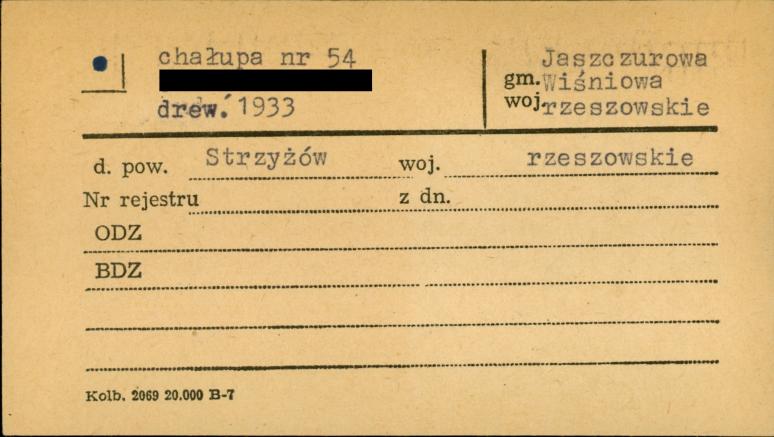 chałupa nr 54
drew. 1933
Jaszczurowa
gm. Wiśniowa
woj. rzeszowskie
d. pow. Strzyżów woj. rzeszowskie
Nr rejestru z dn.
ODZ
BDZ
Kolb. 2069 20.000 B-7